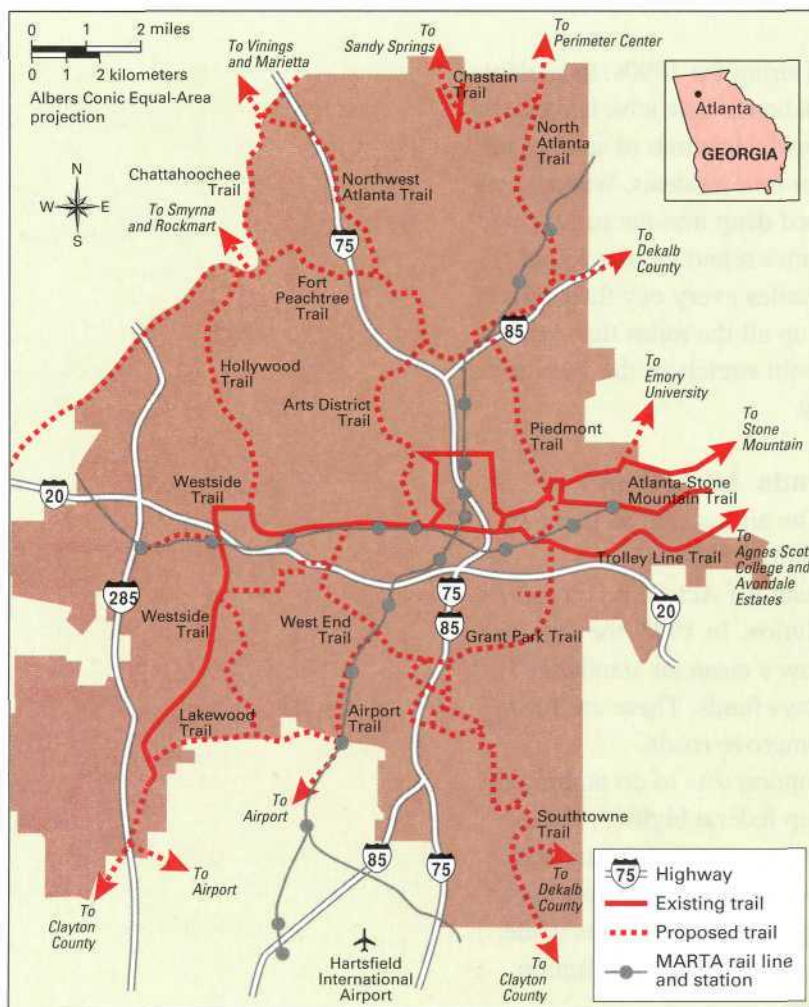 0 1 2 miles
0 1 2 kilometers
Albers Conic Equal-Area
projection
N
W E
S
To Vinings
and Marietta
To
Sandy Springs
To
Perimeter Center
Chastain
Trail
Atlanta
GEORGIA
North
Atlanta
Trail
Chattahoochee
Trail
Northwest
Atlanta Trail
To Smyrna
and Rockmart
75
To
Dekalb
County
Fort
Peachtree
Trail
85
Hollywood
Trail
Arts District
Trail
To
Emory
University
Piedmont
Trail
To
Stone
Mountain
20
Westside
Trail
Atlanta-Stone
Mountain Trail
Trolley Line Trail
To
Agnes Scot
College and
Avondale
Estates
285
Westside
Trail
West End
Trail
75
85
Grant Park Trail
20
Lakewood
Trail
Airport
Trail
To
Airport
Southtowne
Trail
To
Airport
To
Clayton
County
85
75
To
Dekalb
County
To
Clayton
County
Hartsfield
International
Airport
75 Highway
Existing trail
Proposed trail
MARTA rail line
and station